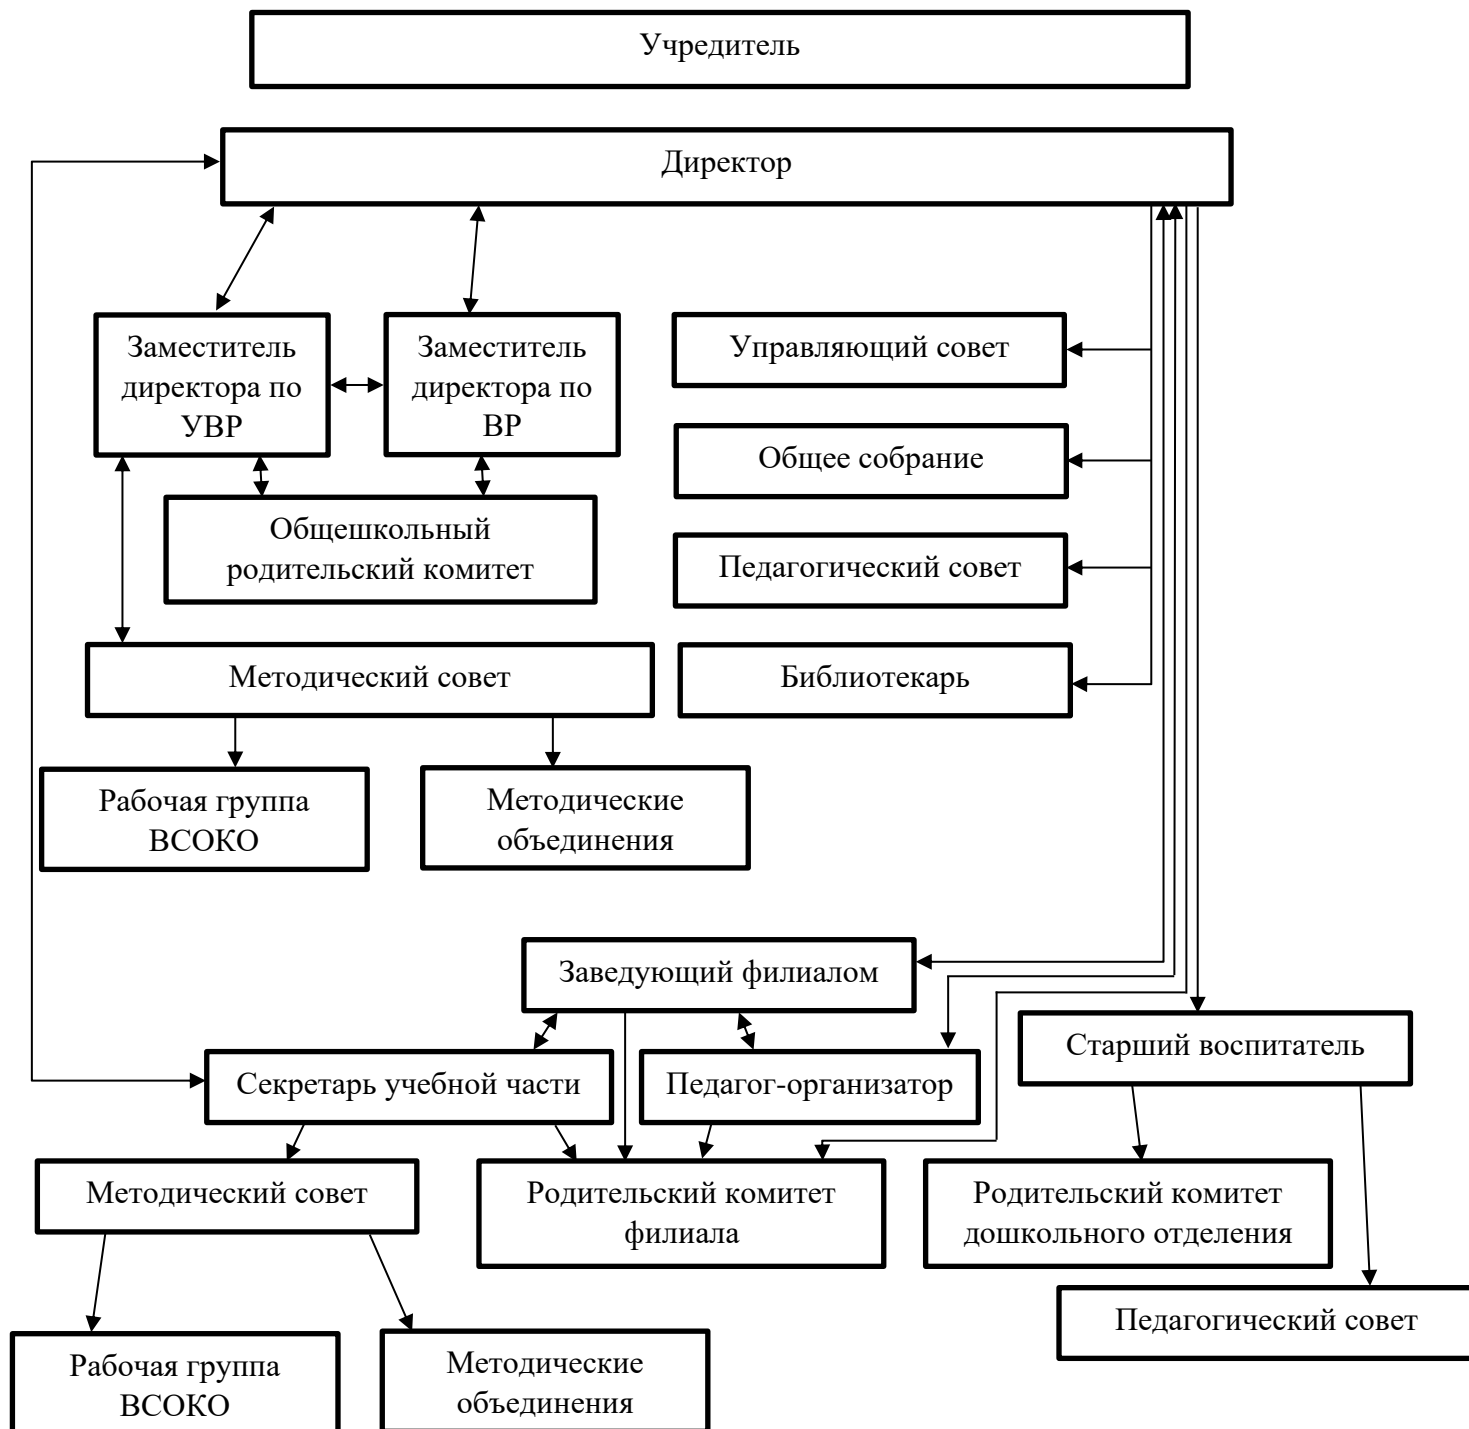 Учредитель
Директор
Заместитель
директора по
УВР
Заместитель
директора по
ВР
Управляющий совет
Общее собрание
Общешкольный
родительский комитет
Педагогический совет
Методический совет
Библиотекарь
Рабочая группа
ВСОКО
Методические
объединения
Заведующий филиалом
Старший воспитатель
Секретарь учебной части
Педагог-организатор
Методический совет
Родительский комитет
филиала
Родительский комитет
дошкольного отделения
Педагогический совет
Рабочая группа
ВСОКО
Методические
объединения